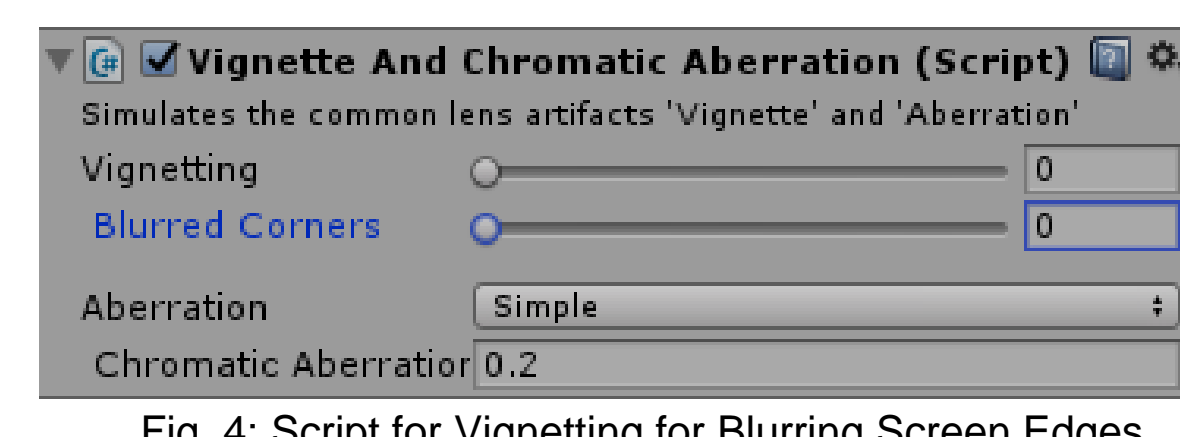 Vignette And Chromatic Aberration (Script)
Simulates the common lens artifacts 'Vignette' and 'Aberration'
Vignetting 0
Blurred Corners 0
Aberration Simple
Chromatic Aberration 0.2
Fig. 4: Script for Vignetting for Blurring Screen Edges